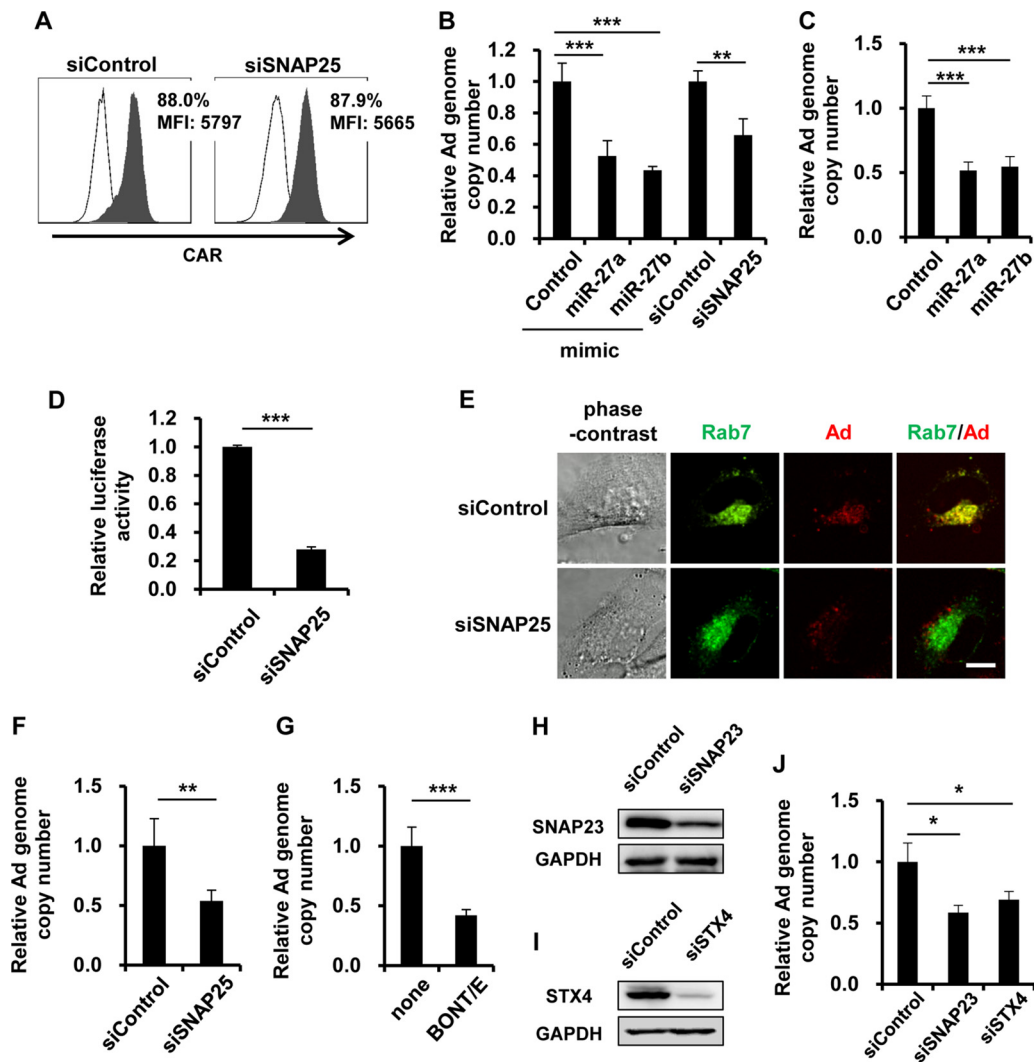 A
siControl
siSNAP25
88.0%
MFI: 5797
87.9%
MFI: 5665
CAR
B
Relative Ad genome
copy number
1.2
1.0
0.8
0.6
0.4
0.2
0
***
***
**
Control
miR-27a
miR-27b
siControl
siSNAP25
mimic
C
Relative Ad genome
copy number
1.5
1.0
0.5
0.0
***
***
Control
miR-27a
miR-27b
D
Relative luciferase
activity
1.2
1.0
0.8
0.6
0.4
0.2
0.0
***
siControl
siSNAP25
E
phase
-contrast
Rab7
Ad
Rab7/Ad
siControl
siSNAP25
F
Relative Ad genome
copy number
1.5
1.0
0.5
0.0
**
siControl
siSNAP25
G
Relative Ad genome
copy number
1.5
1.0
0.5
0.0
***
none
BONT/E
H
siControl
siSNAP23
SNAP23
GAPDH
I
siControl
siSTX4
STX4
GAPDH
J
Relative Ad genome
copy number
1.5
1.0
0.5
0.0
*
*
siControl
siSNAP23
siSTX4